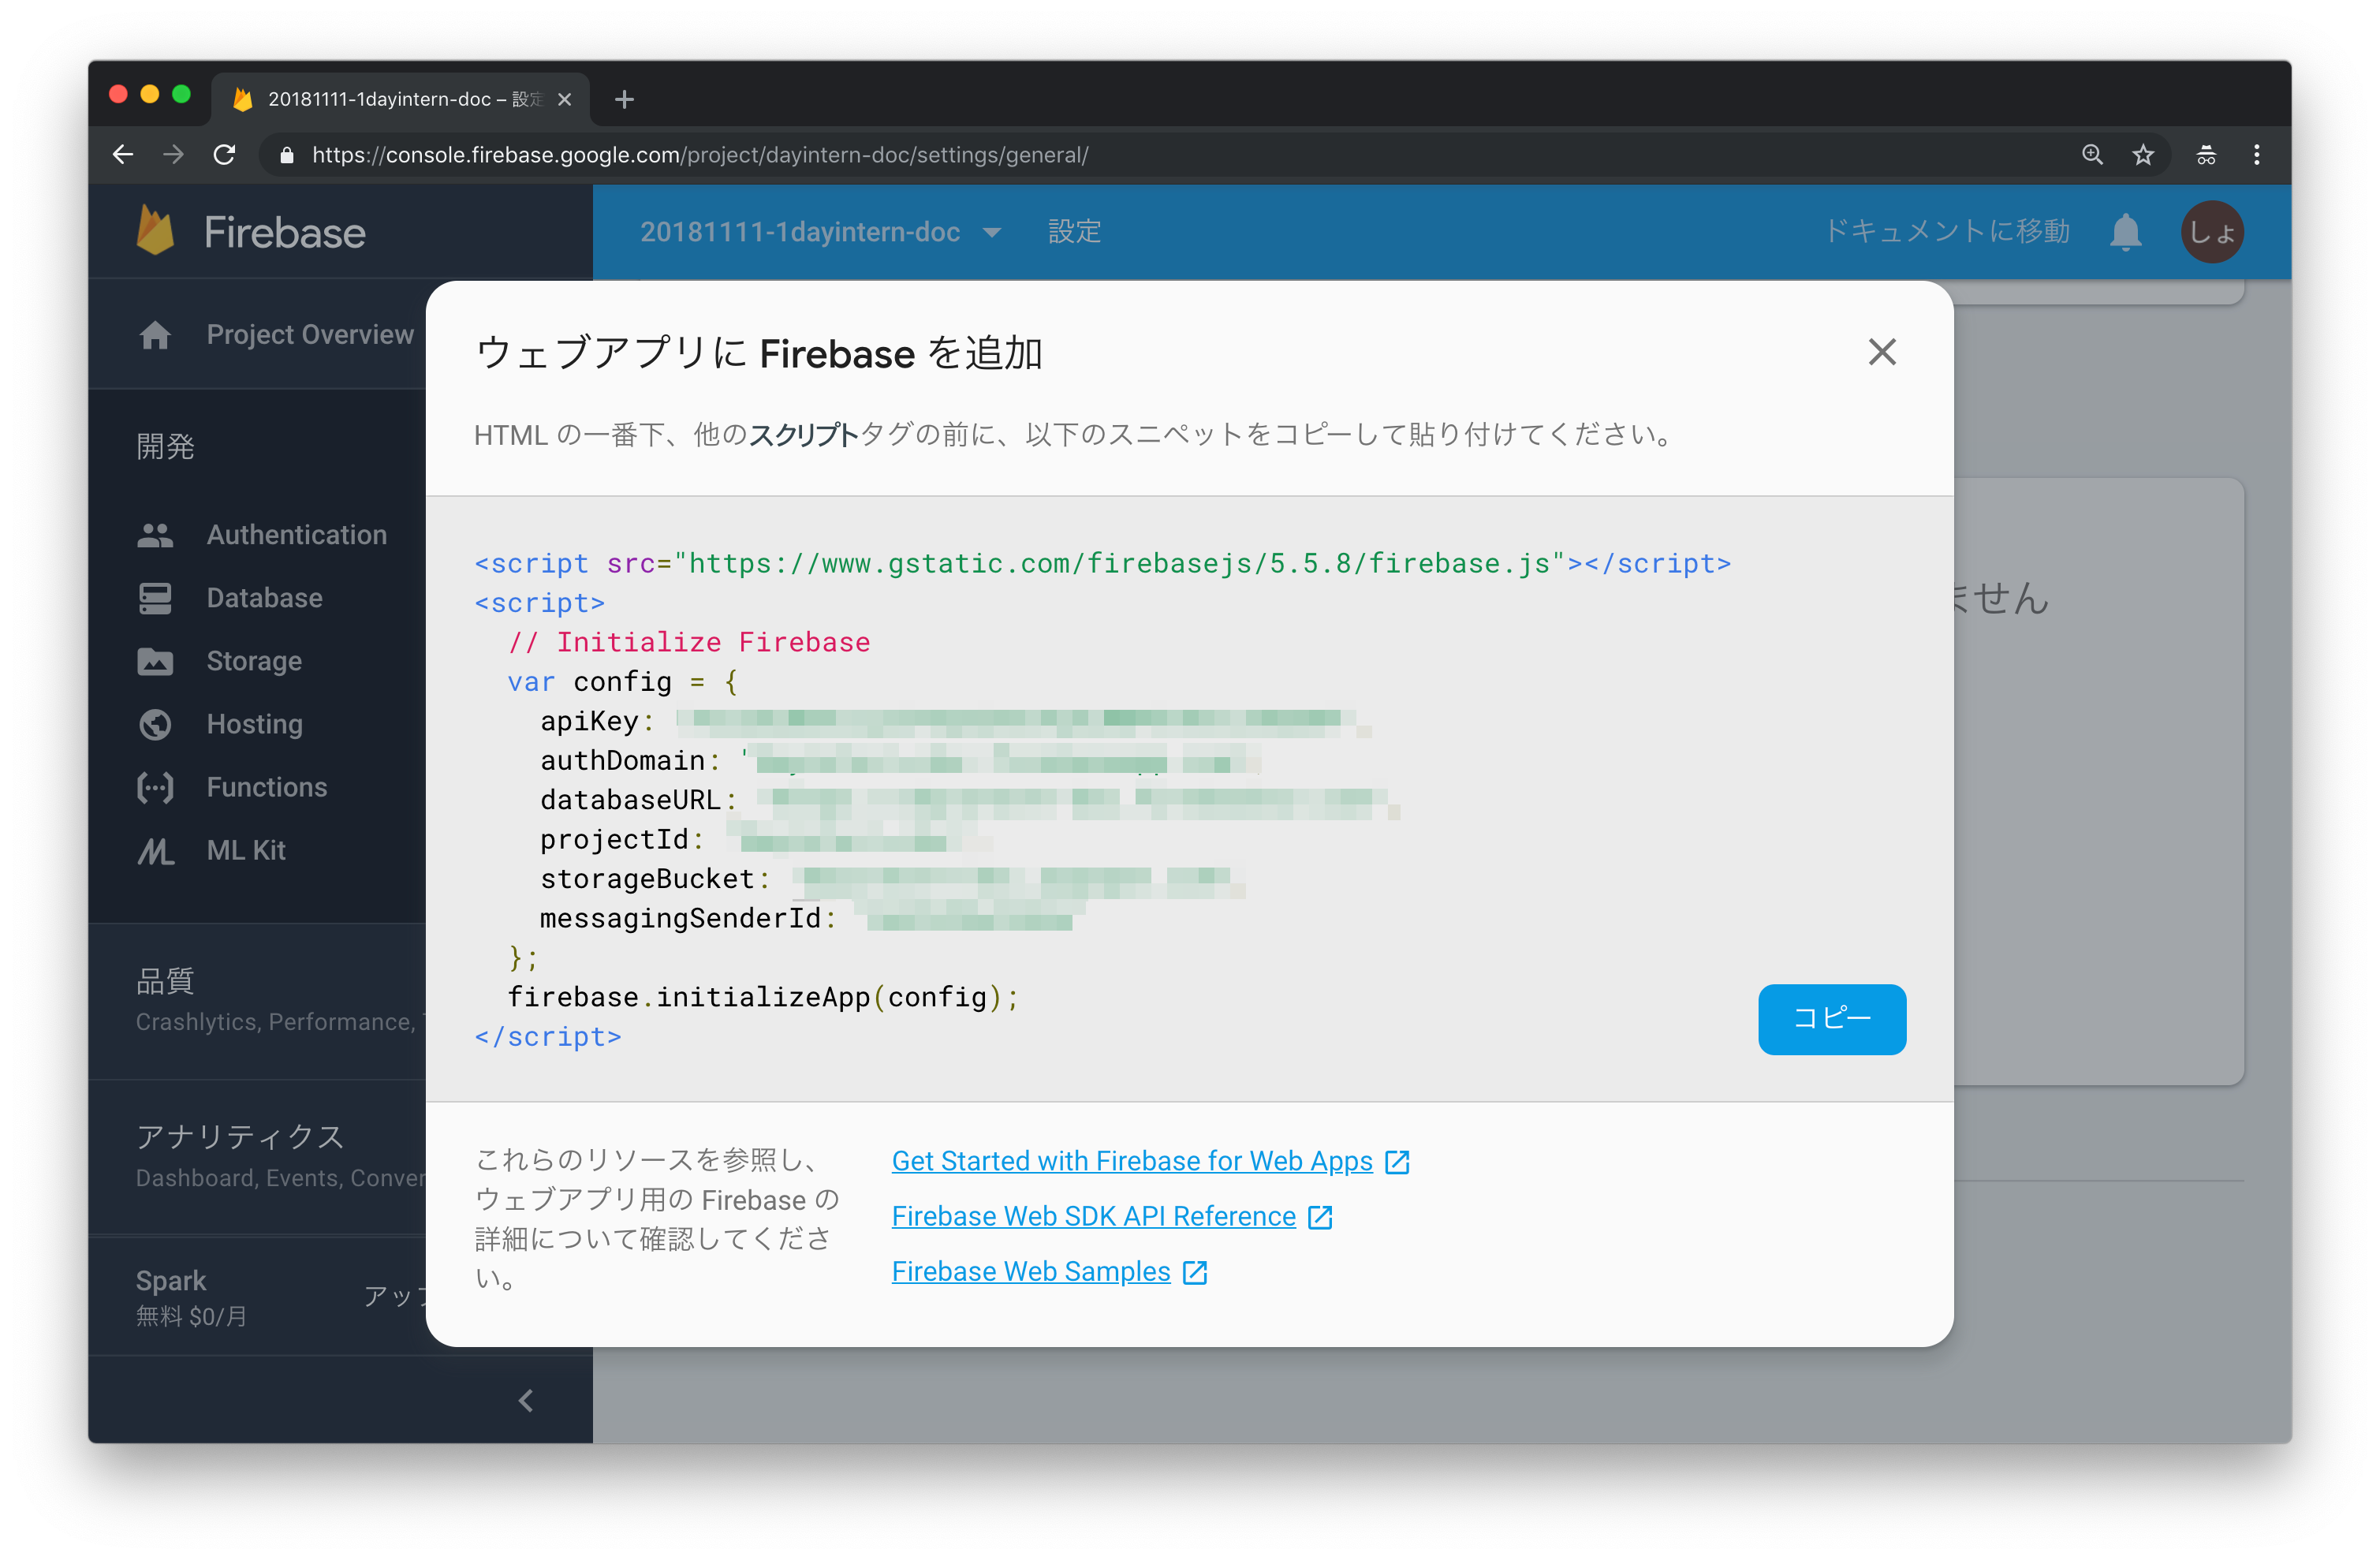 20181111-1dayintern-doc – 設定
https://console.firebase.google.com/project/dayintern-doc/settings/general/
Firebase
20181111-1dayintern-doc
設定
ドキュメントに移動
しょ
Project Overview
開発
Authentication
Database
Storage
Hosting
Functions
ML Kit
品質
Crashlytics, Performance,
アナリティクス
Dashboard, Events, Conver
Spark
無料 $0/月
アッ
ウェブアプリに Firebase を追加
HTML の一番下、他のスクリプトタグの前に、以下のスニペットをコピーして貼り付けてください。
<script src="https://www.gstatic.com/firebasejs/5.5.8/firebase.js"></script>
<script>
// Initialize Firebase
var config = {
apiKey:
authDomain: "
databaseURL:
projectId:
storageBucket:
messagingSenderId:
};
firebase.initializeApp(config);
</script>
コピー
これらのリソースを参照し、
ウェブアプリ用の Firebase の
詳細について確認してくださ
い。
Get Started with Firebase for Web Apps
Firebase Web SDK API Reference
Firebase Web Samples
ません